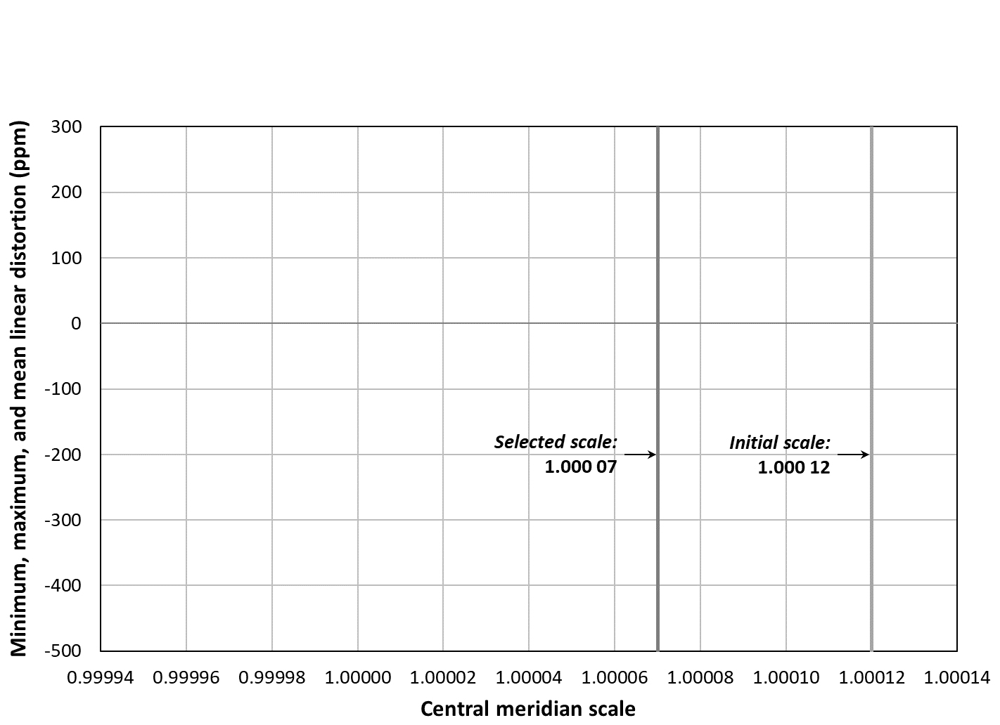 Minimum, maximum, and mean linear distortion (ppm)
300
200
100
0
-100
-200
-300
-400
-500
Selected scale:
1.000 07
Initial scale:
1.000 12
0.99994 0.99996 0.99998 1.00000 1.00002 1.00004 1.00006 1.00008 1.00010 1.00012 1.00014
Central meridian scale